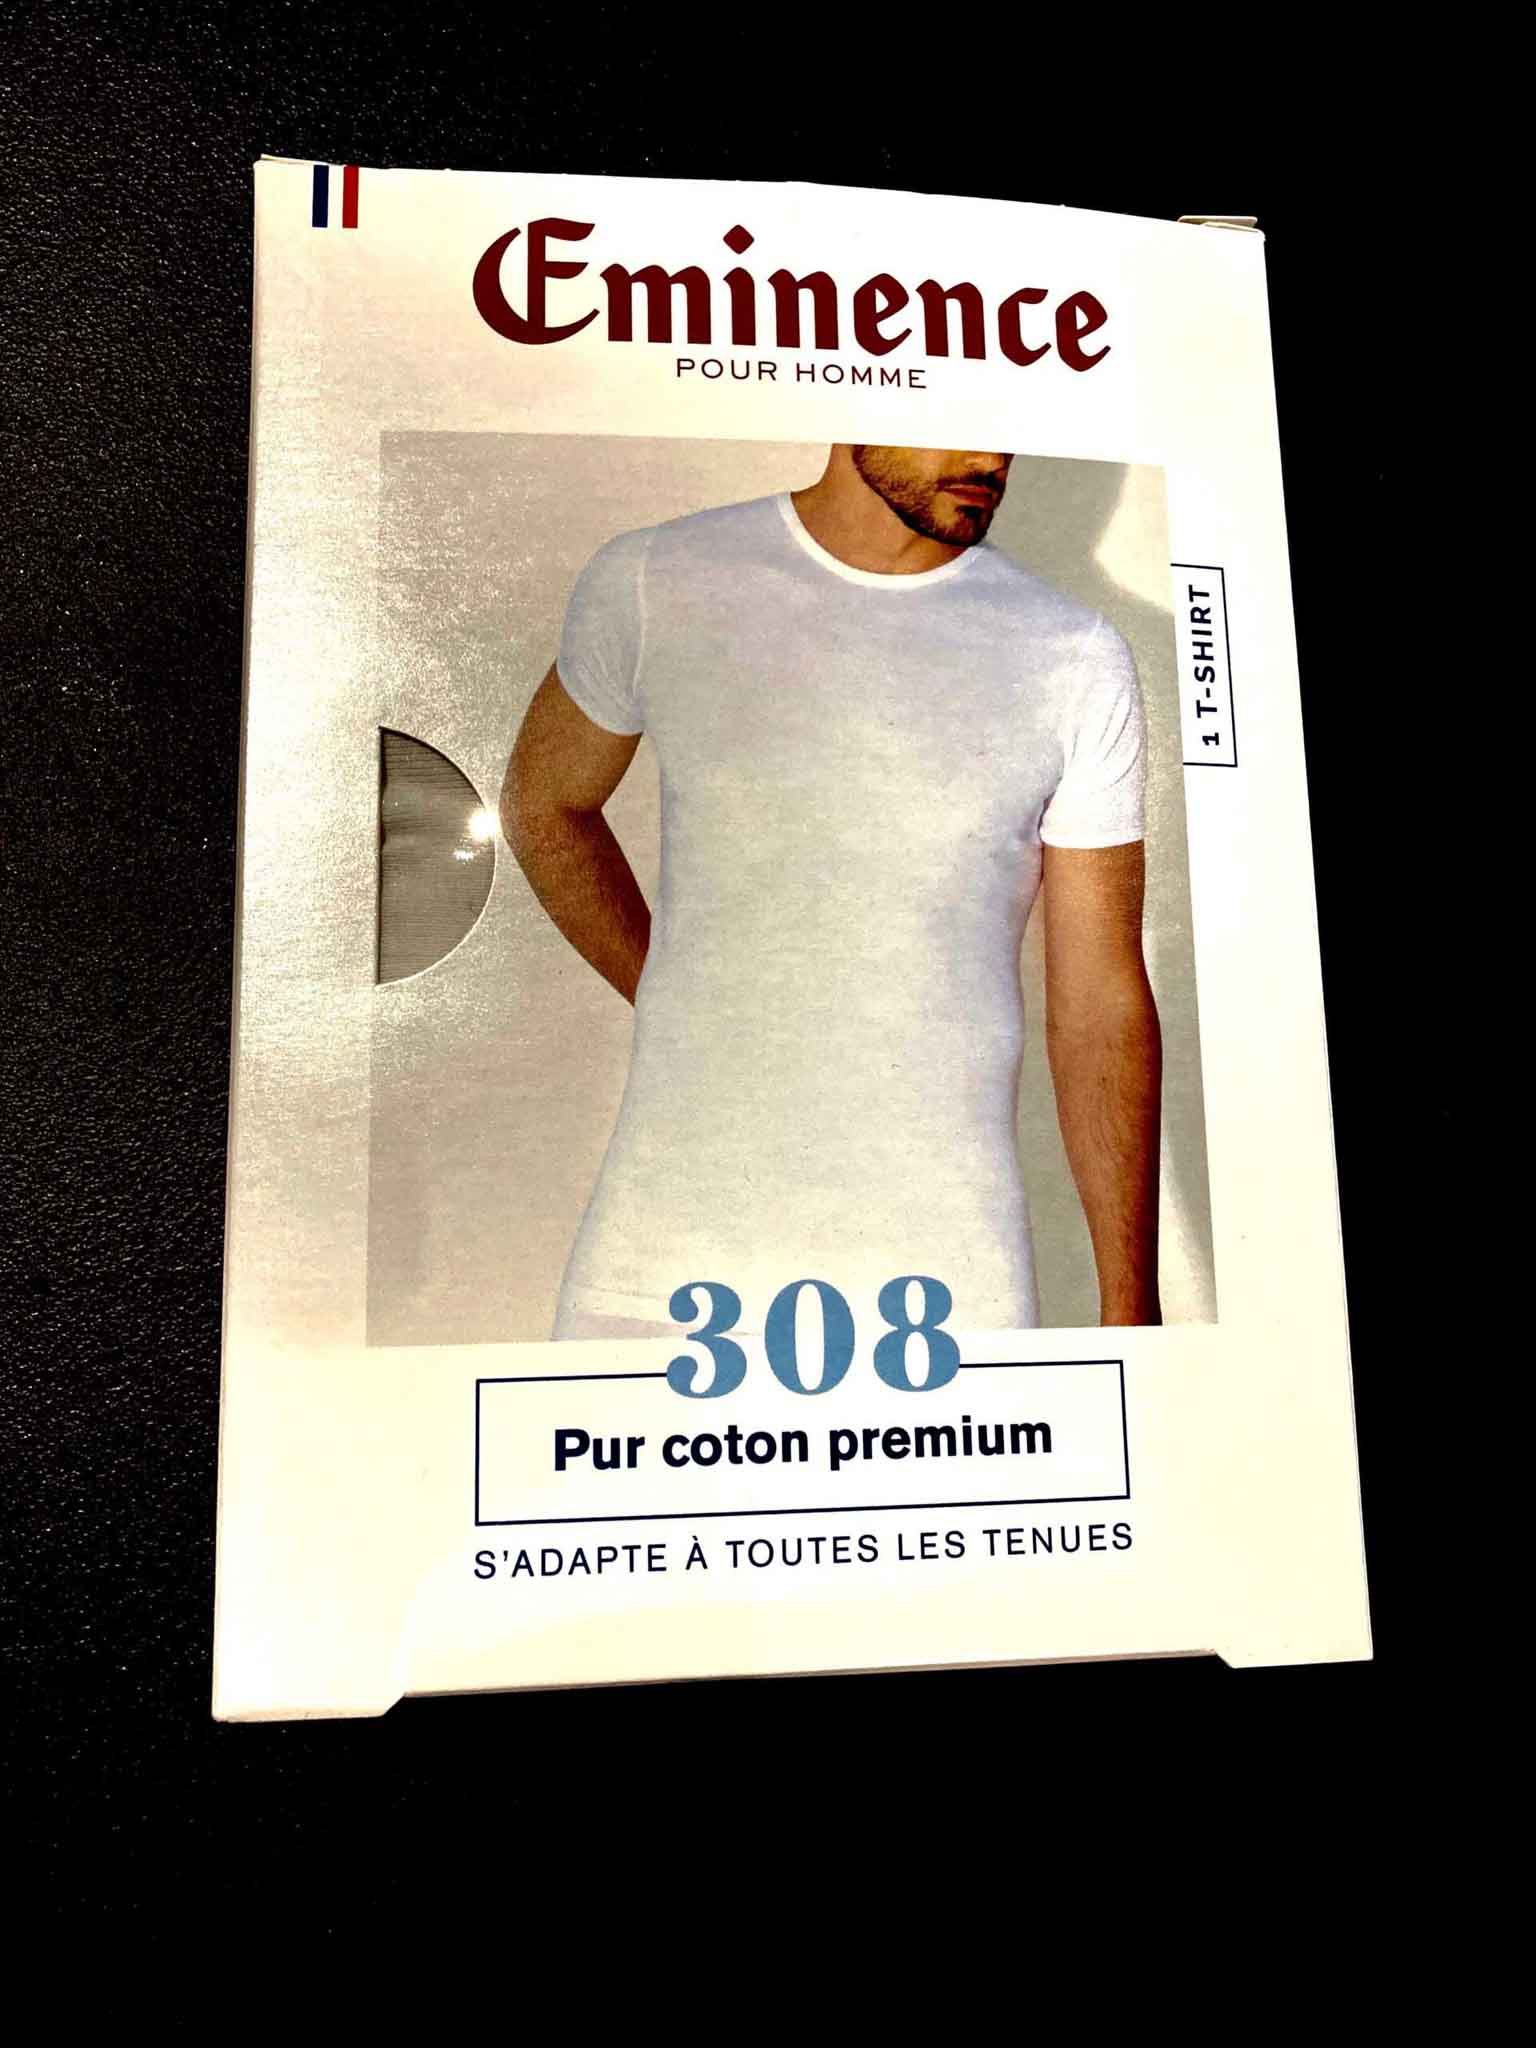 Eminence
POUR HOMME
1 T-SHIRT
308
Pur coton premium
S'ADAPTE À TOUTES LES TENUES